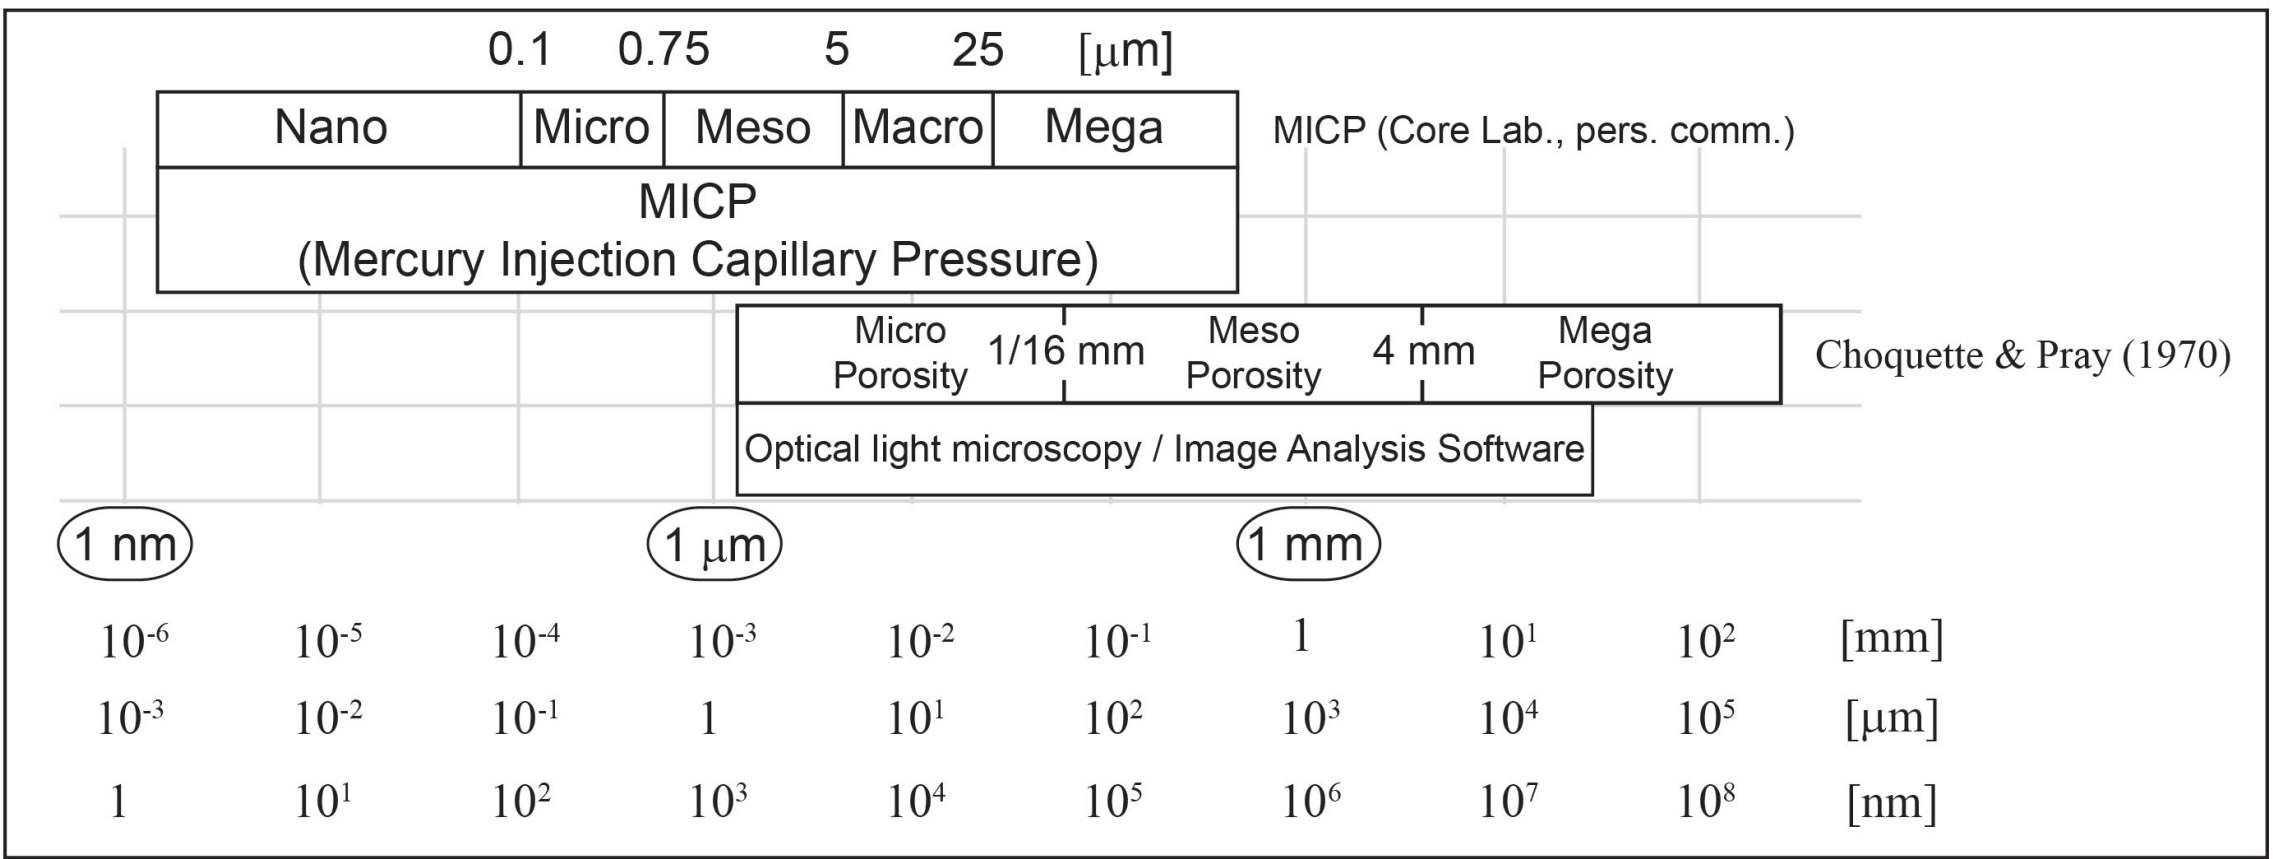 0.1 0.75 5 25 [μm]
Nano Micro Meso Macro Mega MICP (Core Lab., pers. comm.)
MICP
(Mercury Injection Capillary Pressure)
Micro Porosity 1/16 mm Meso Porosity 4 mm Mega Porosity Choquette & Pray (1970)
Optical light microscopy / Image Analysis Software
1 nm 1 μm 1 mm
10⁻⁶ 10⁻⁵ 10⁻⁴ 10⁻³ 10⁻² 10⁻¹ 1 10¹ 10² [mm]
10⁻³ 10⁻² 10⁻¹ 1 10¹ 10² 10³ 10⁴ 10⁵ [μm]
1 10¹ 10² 10³ 10⁴ 10⁵ 10⁶ 10⁷ 10⁸ [nm]